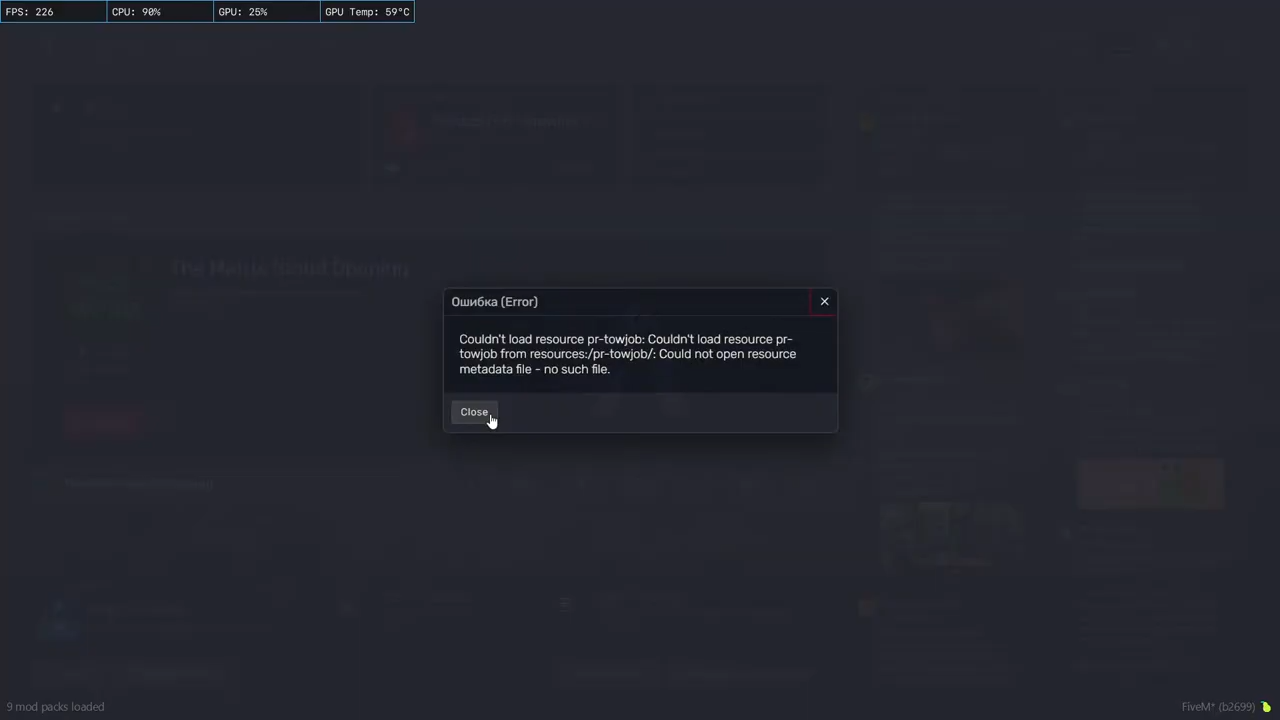 FPS: 226 CPU: 90% GPU: 25% GPU Temp: 59°C
Ошибка (Error)
Couldn't load resource pr-towjob: Couldn't load resource pr-
towjob from resources:/pr-towjob/: Could not open resource
metadata file - no such file.
Close
9 mod packs loaded
FiveM* (b2699)